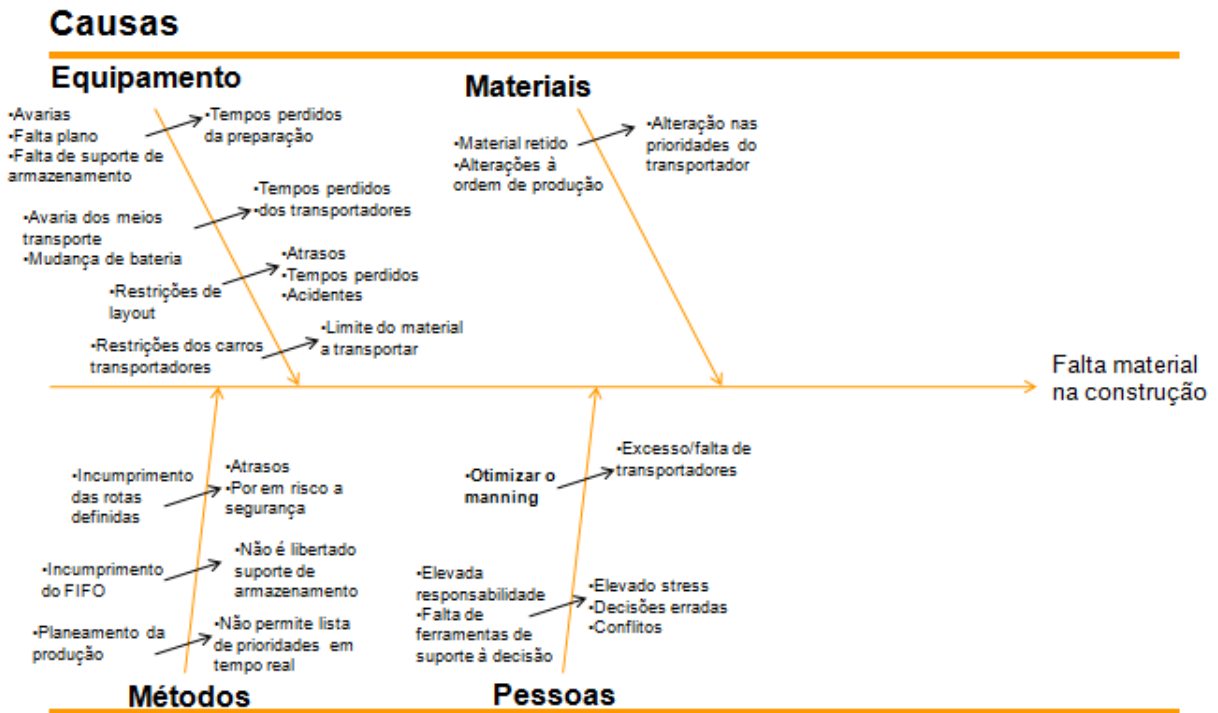 Causas
Equipamento
•Avarias
•Falta plano
•Falta de suporte de
armazenamento
•Tempos perdidos
da preparação
•Avaria dos meios
transporte
•Mudança de bateria
•Tempos perdidos
•dos transportadores
•Restrições de
layout
•Atrasos
•Tempos perdidos
•Acidentes
•Restrições dos carros
transportadores
•Limite do material
a transportar
Materiais
•Material retido
•Alterações à
ordem de produção
•Alteração nas
prioridades do
transportador
Falta material
na construção
•Incumprimento
das rotas
definidas
•Atrasos
•Por em risco a
segurança
•Incumprimento
do FIFO
•Não é libertado
suporte de
armazenamento
•Planeamento da
produção
•Não permite lista
de prioridades em
tempo real
Métodos
•Otimizar o
manning
•Excesso/falta de
transportadores
•Elevada
responsabilidade
•Falta de
ferramentas de
suporte à decisão
•Elevado stress
•Decisões erradas
•Conflitos
Pessoas